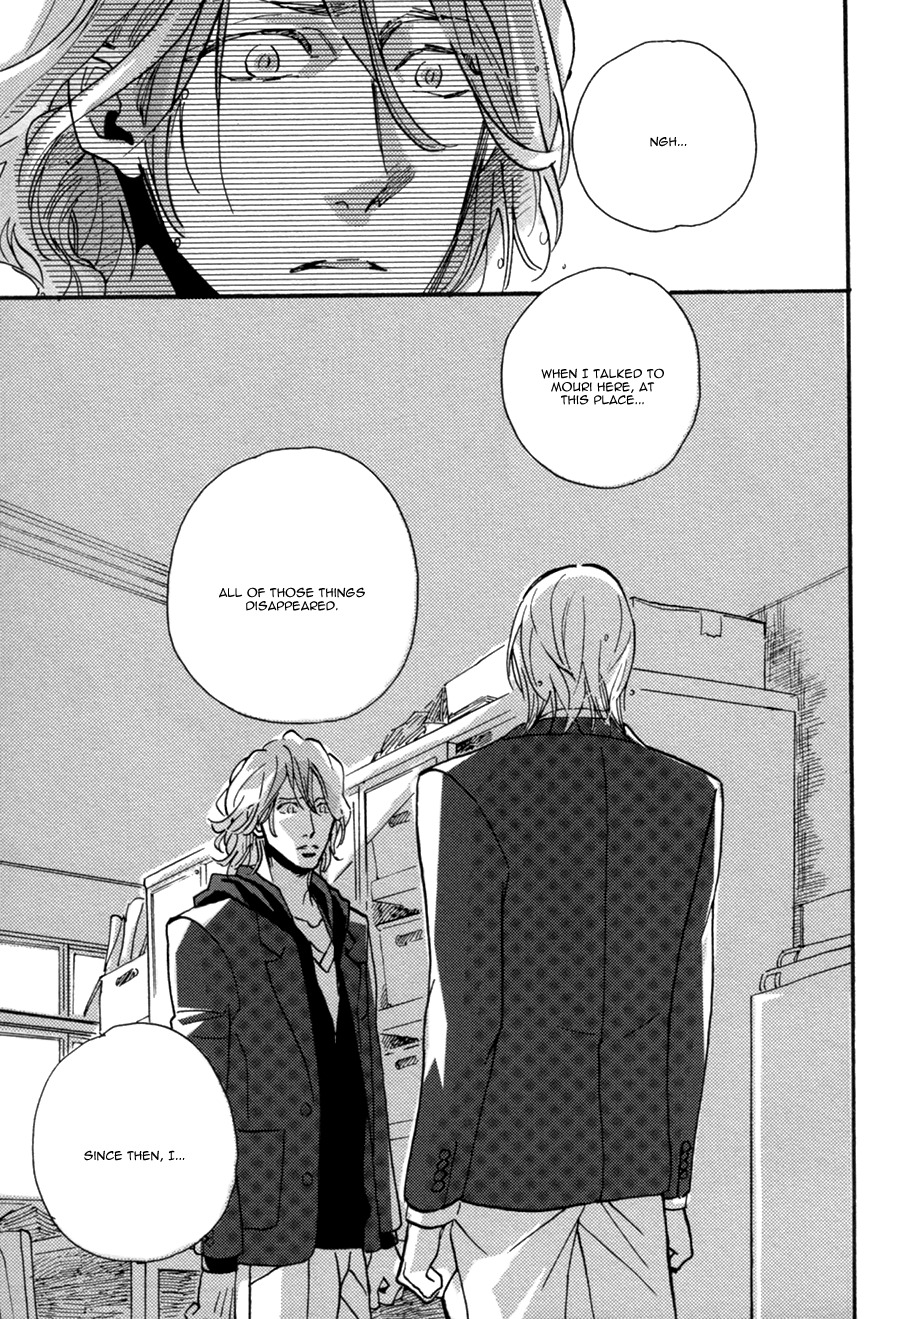 NGH...
WHEN I TALKED TO
MOURI HERE, AT
THIS PLACE...
ALL OF THOSE THINGS
DISAPPEARED.
SINCE THEN, I...